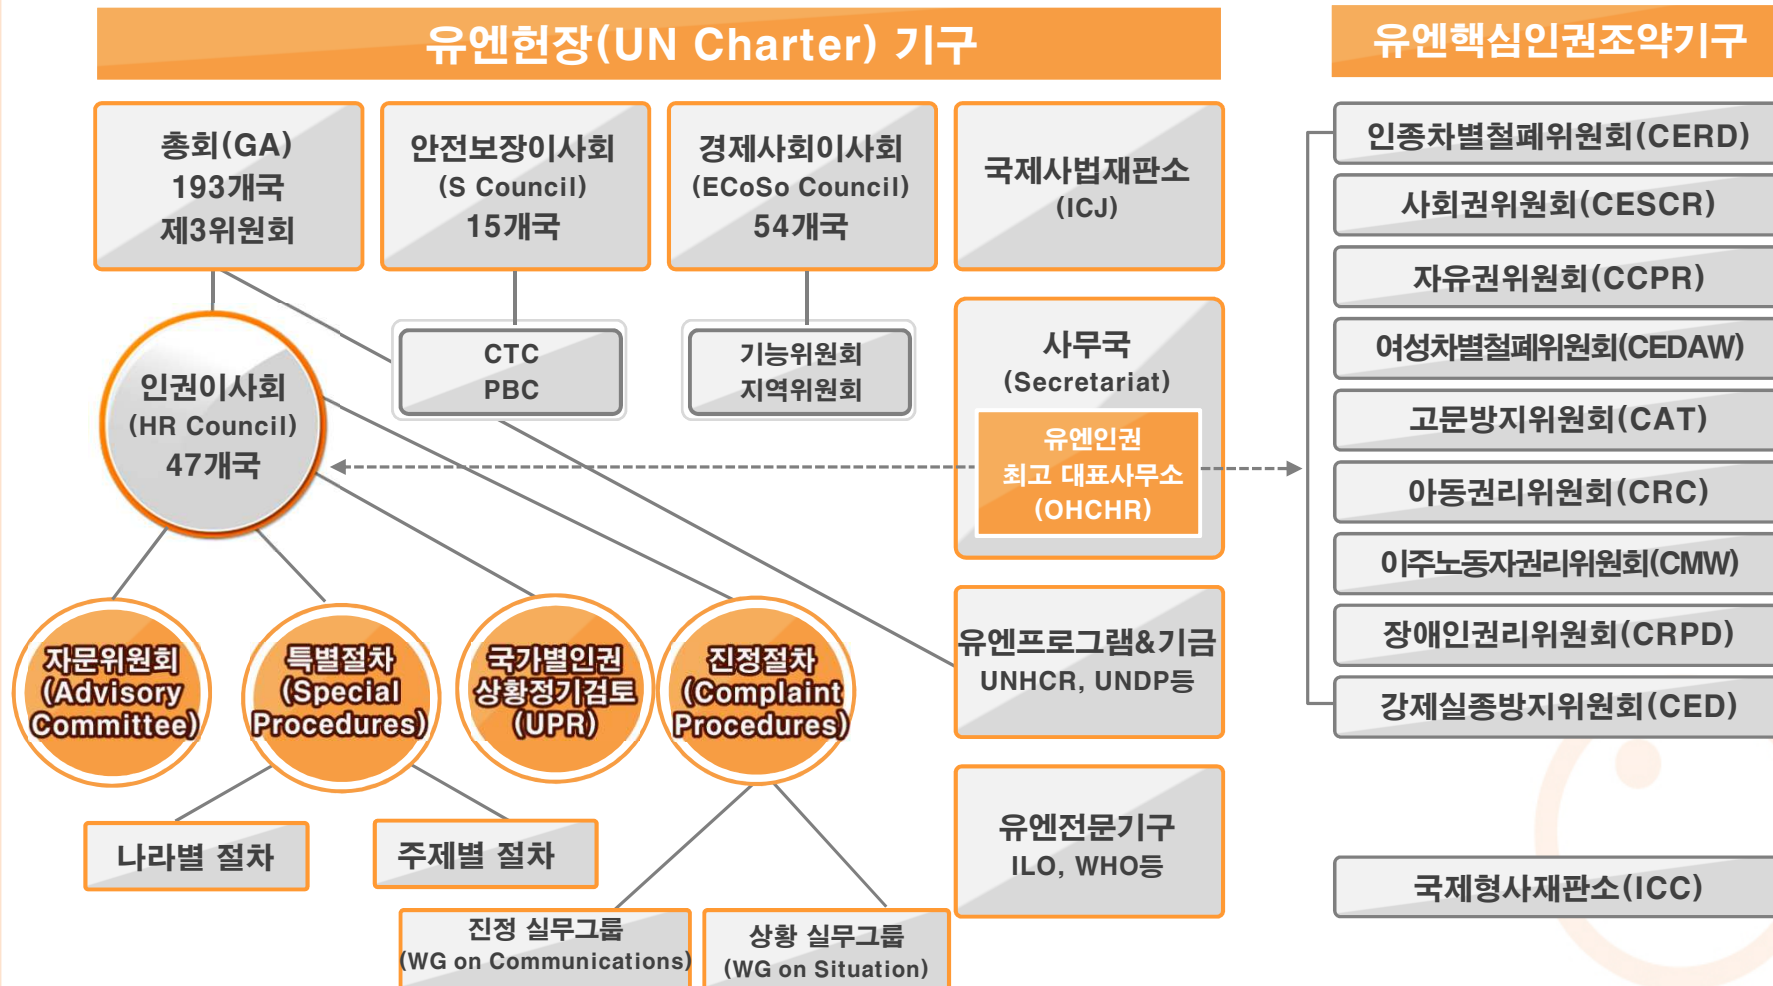 유엔헌장(UN Charter) 기구
총회(GA)
193개국
제3위원회
안전보장이사회
(S Council)
15개국
경제사회이사회
(ECoSo Council)
54개국
국제사법재판소
(ICJ)
인권이사회
(HR Council)
47개국
CTC
PBC
기능위원회
지역위원회
사무국
(Secretariat)
유엔인권
최고 대표사무소
(OHCHR)
자문위원회
(Advisory
Committee)
특별절차
(Special
Procedures)
국가별인권
상황정기검토
(UPR)
진정절차
(Complaint
Procedures)
유엔프로그램&기금
UNHCR, UNDP등
나라별 절차
주제별 절차
유엔전문기구
ILO, WHO등
진정 실무그룹
(WG on Communications)
상황 실무그룹
(WG on Situation)
유엔핵심인권조약기구
인종차별철폐위원회(CERD)
사회권위원회(CESCR)
자유권위원회(CCPR)
여성차별철폐위원회(CEDAW)
고문방지위원회(CAT)
아동권리위원회(CRC)
이주노동자권리위원회(CMW)
장애인권리위원회(CRPD)
강제실종방지위원회(CED)
국제형사재판소(ICC)